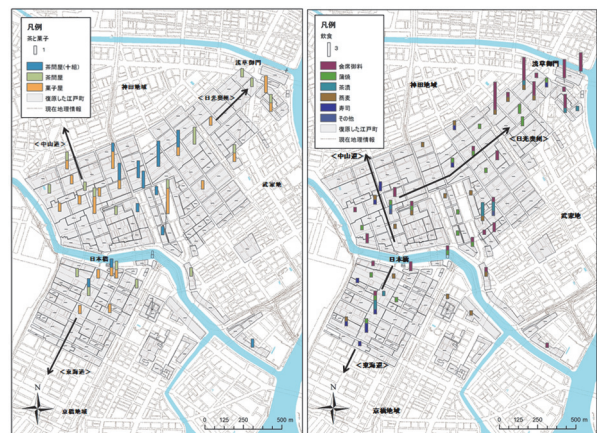 凡例
茶と菓子
1
茶問屋(十組)
茶問屋
菓子屋
復原した江戸町
現在地理情報
浅草御門
神田地域
<日光奥州>
<中山道>
武家地
日本橋
<東海道>
京橋地域
N
0 125 250 500 m
凡例
飲食
3
会席御料
蒲焼
茶漬
蕎麦
寿司
その他
復原した江戸町
現在地理情報
浅草御門
神田地域
<日光奥州>
<中山道>
武家地
日本橋
<東海道>
京橋地域
N
0 125 250 500 m